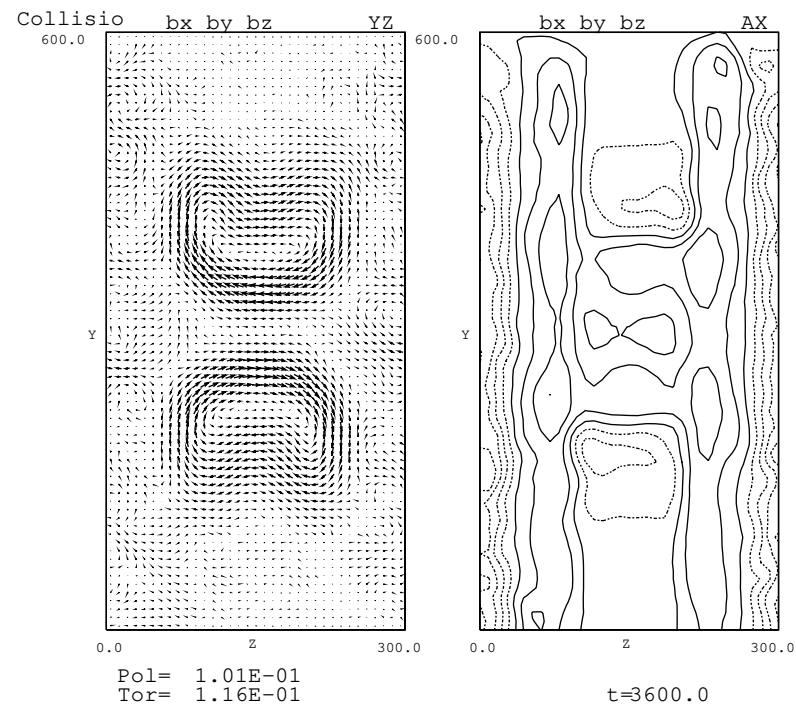 Collisio bx by bz YZ bx by bz AX
600.0 600.0
Y Y
0.0 Z 300.0 0.0 Z 300.0
Pol= 1.01E-01
Tor= 1.16E-01 t=3600.0